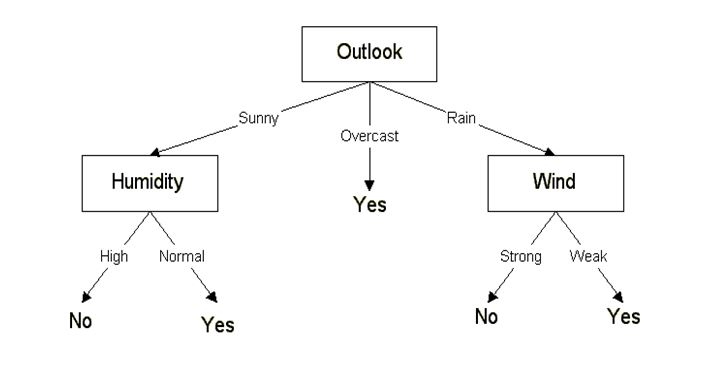 Outlook
Sunny
Overcast
Rain
Humidity
Yes
Wind
High
Normal
Strong
Weak
No
Yes
No
Yes